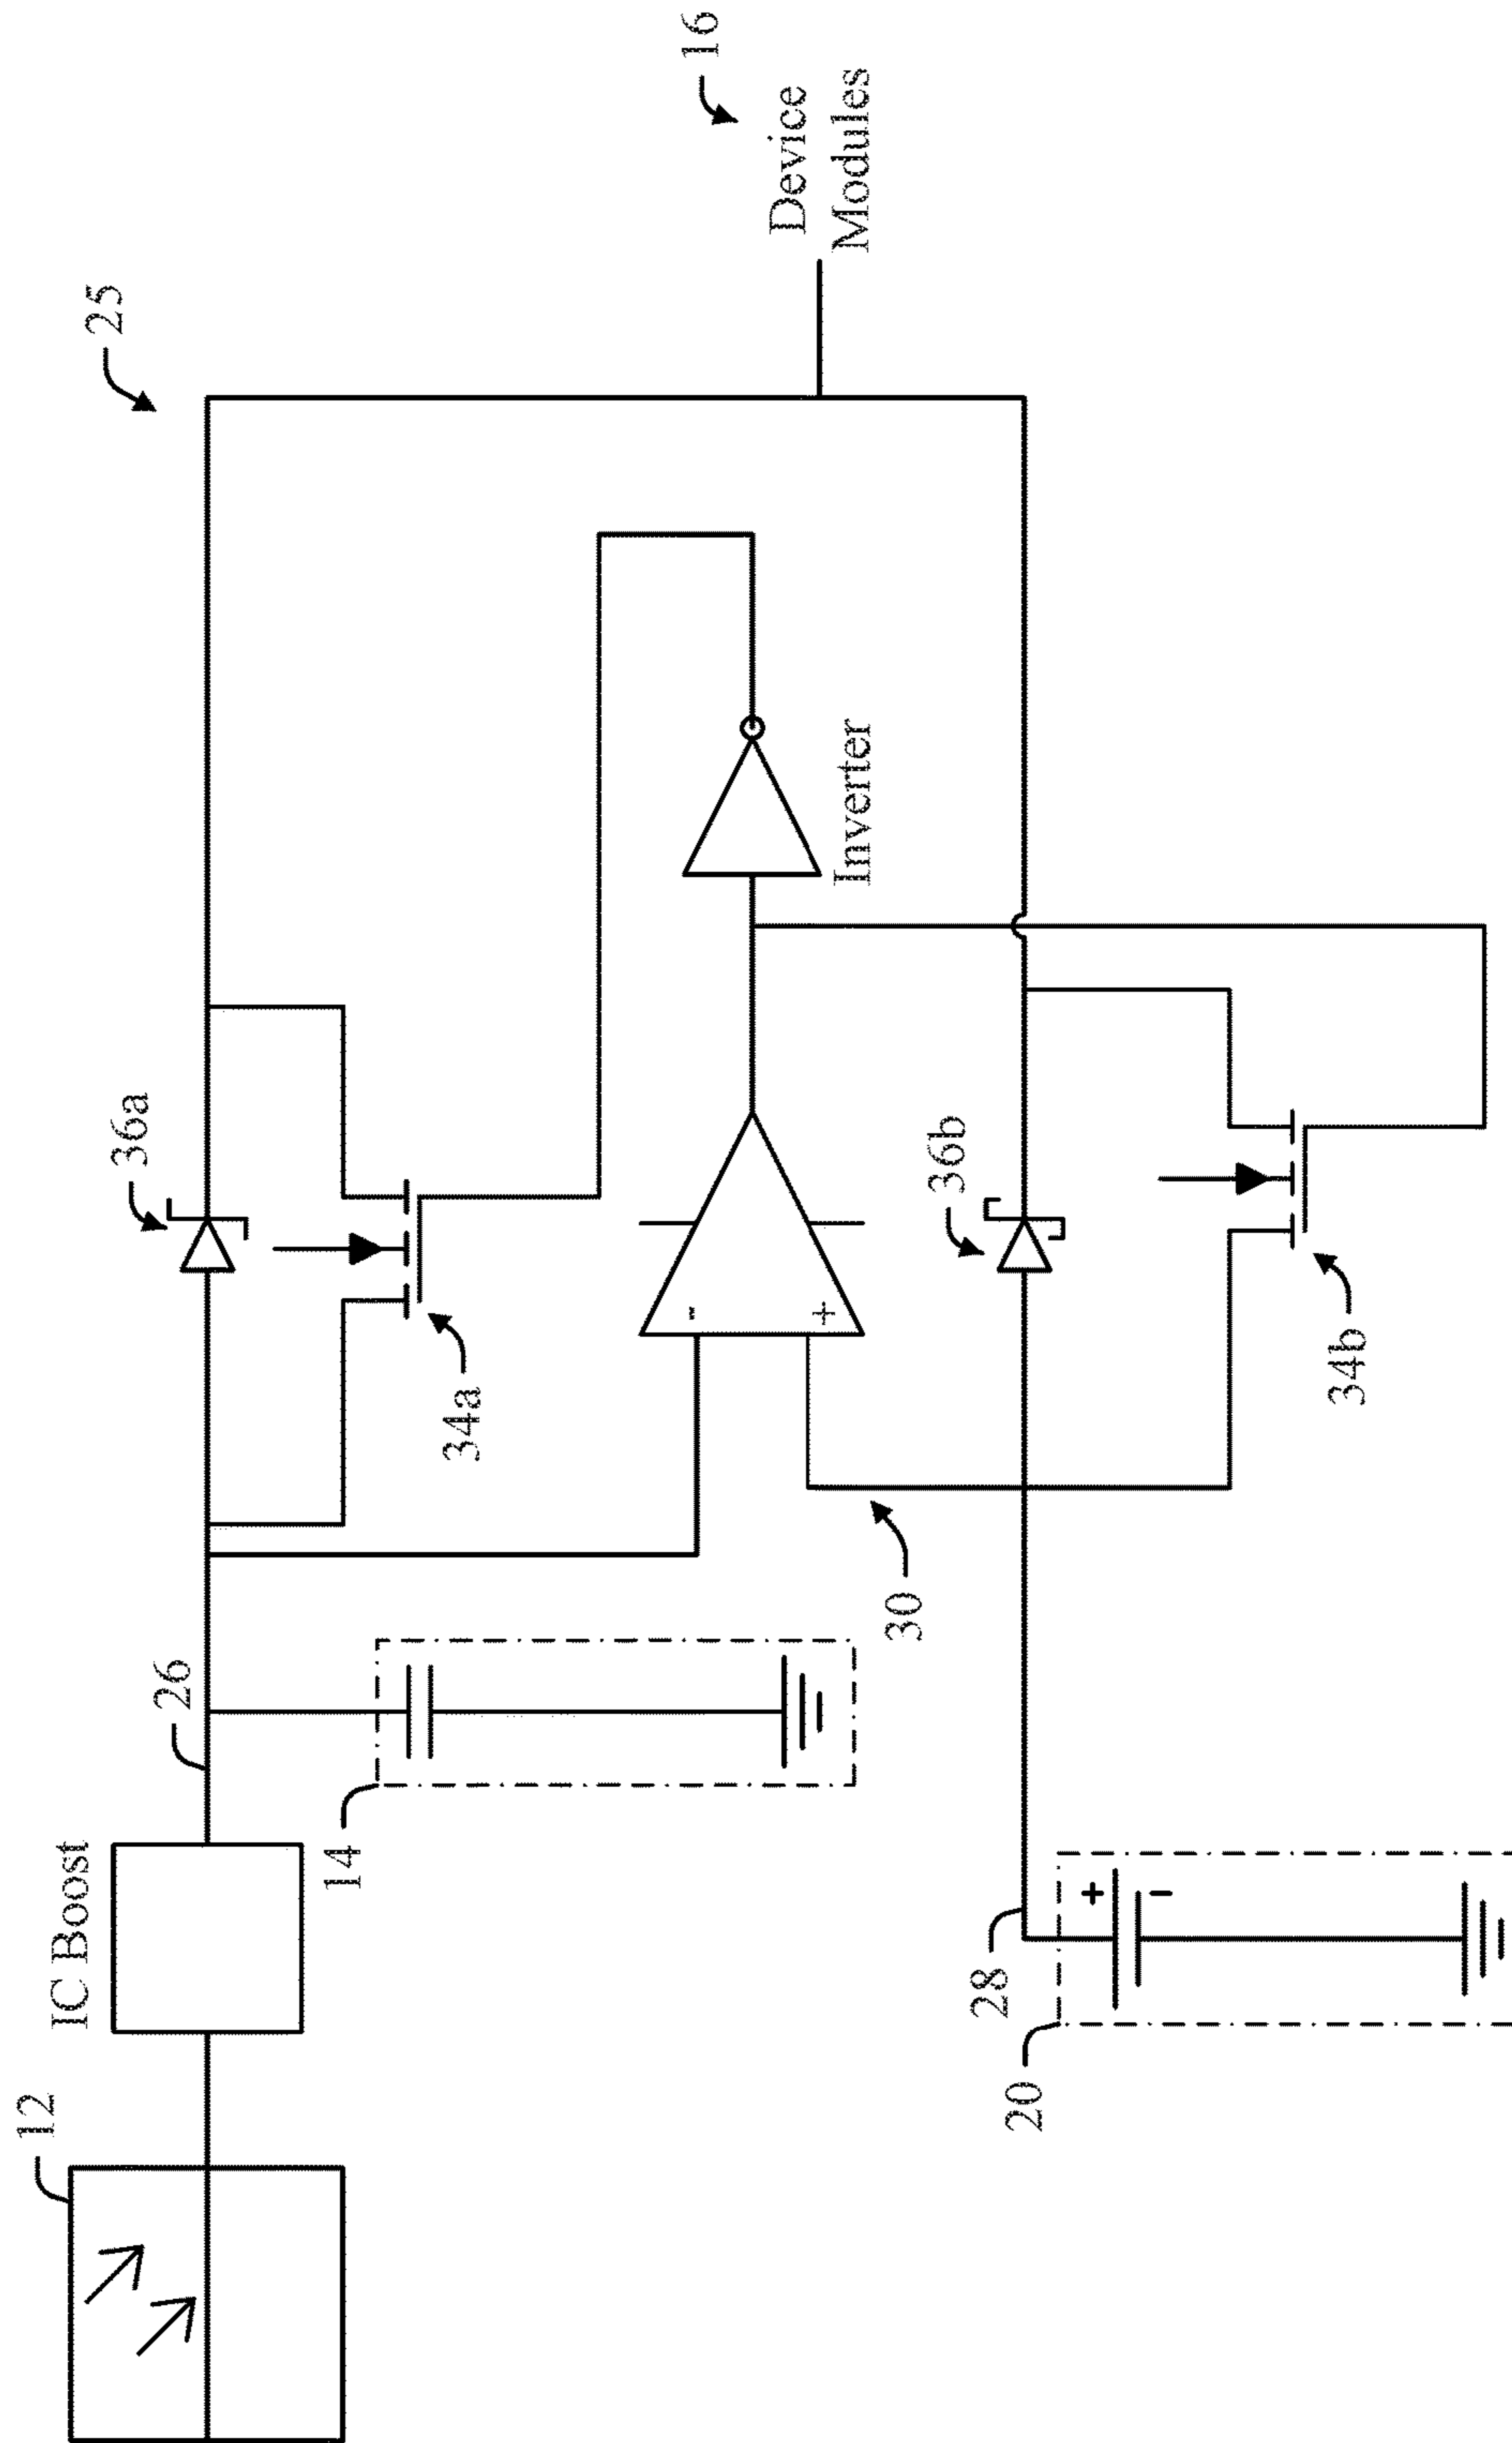 12
IC Boost
26
14
36a
34a
25
16
Device
Modules
-
+
Inverter
30
28
+
-
20
36b
34b